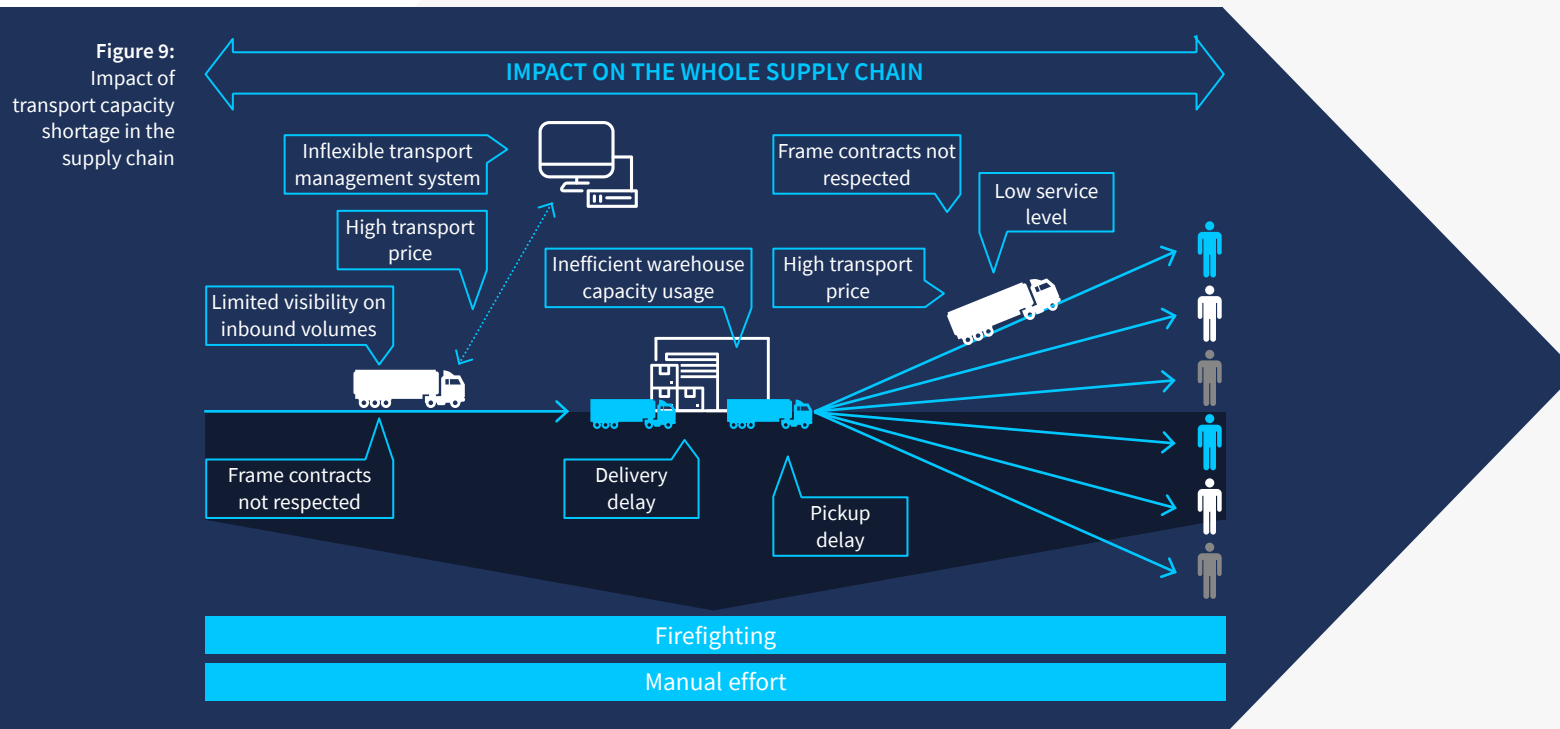 Figure 9:
Impact of
transport capacity
shortage in the
supply chain
IMPACT ON THE WHOLE SUPPLY CHAIN
Inflexible transport
management system
High transport
price
Limited visibility on
inbound volumes
Frame contracts
not respected
Inefficient warehouse
capacity usage
Delivery
delay
Pickup
delay
Frame contracts not
respected
Low service
level
High transport
price
Firefighting
Manual effort